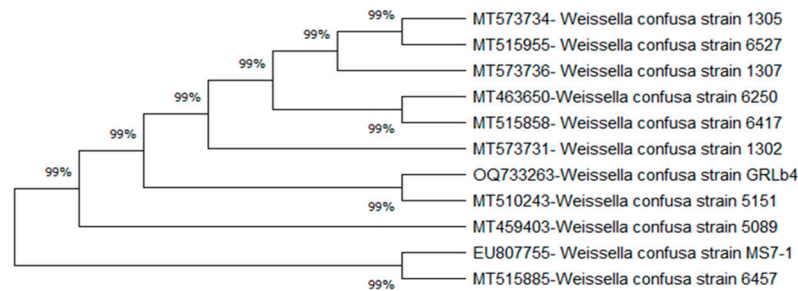 99%
MT573734- Weissella confusa strain 1305
99%
MT515955- Weissella confusa strain 6527
99%
MT573736- Weissella confusa strain 1307
99%
MT463650-Weissella confusa strain 6250
99%
MT515858- Weissella confusa strain 6417
99%
MT573731- Weissella confusa strain 1302
99%
OQ733263-Weissella confusa strain GRLb4
99%
MT510243-Weissella confusa strain 5151
MT459403-Weissella confusa strain 5089
EU807755- Weissella confusa strain MS7-1
99%
MT515885-Weissella confusa strain 6457